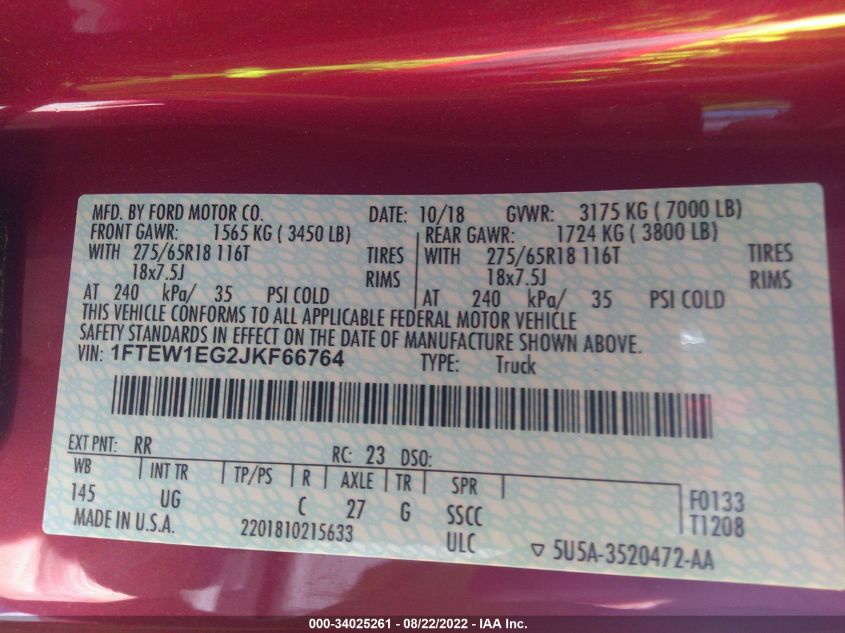 MFD. BY FORD MOTOR CO. DATE: 10/18 GVWR: 3175 KG ( 7000 LB)
FRONT GAWR: 1565 KG ( 3450 LB) REAR GAWR: 1724 KG ( 3800 LB)
WITH 275/65R18 116T TIRES WITH 275/65R18 116T TIRES
18x7.5J RIMS 18x7.5J RIMS
AT 240 kPa/ 35 PSI COLD AT 240 kPa/ 35 PSI COLD
THIS VEHICLE CONFORMS TO ALL APPLICABLE FEDERAL MOTOR VEHICLE
SAFETY STANDARDS IN EFFECT ON THE DATE OF MANUFACTURE SHOWN ABOVE.
VIN: 1FTEW1EG2JKF66764 TYPE: Truck
EXT PNT: RR RC: 23 DSO:
WB INT TR TP/PS R AXLE TR SPR
145 UG C 27 G SSCC F0133
MADE IN U.S.A. 2201810215633 ULC T1208
5U5A-3520472-AA
000-34025261 - 08/22/2022 - IAA Inc.